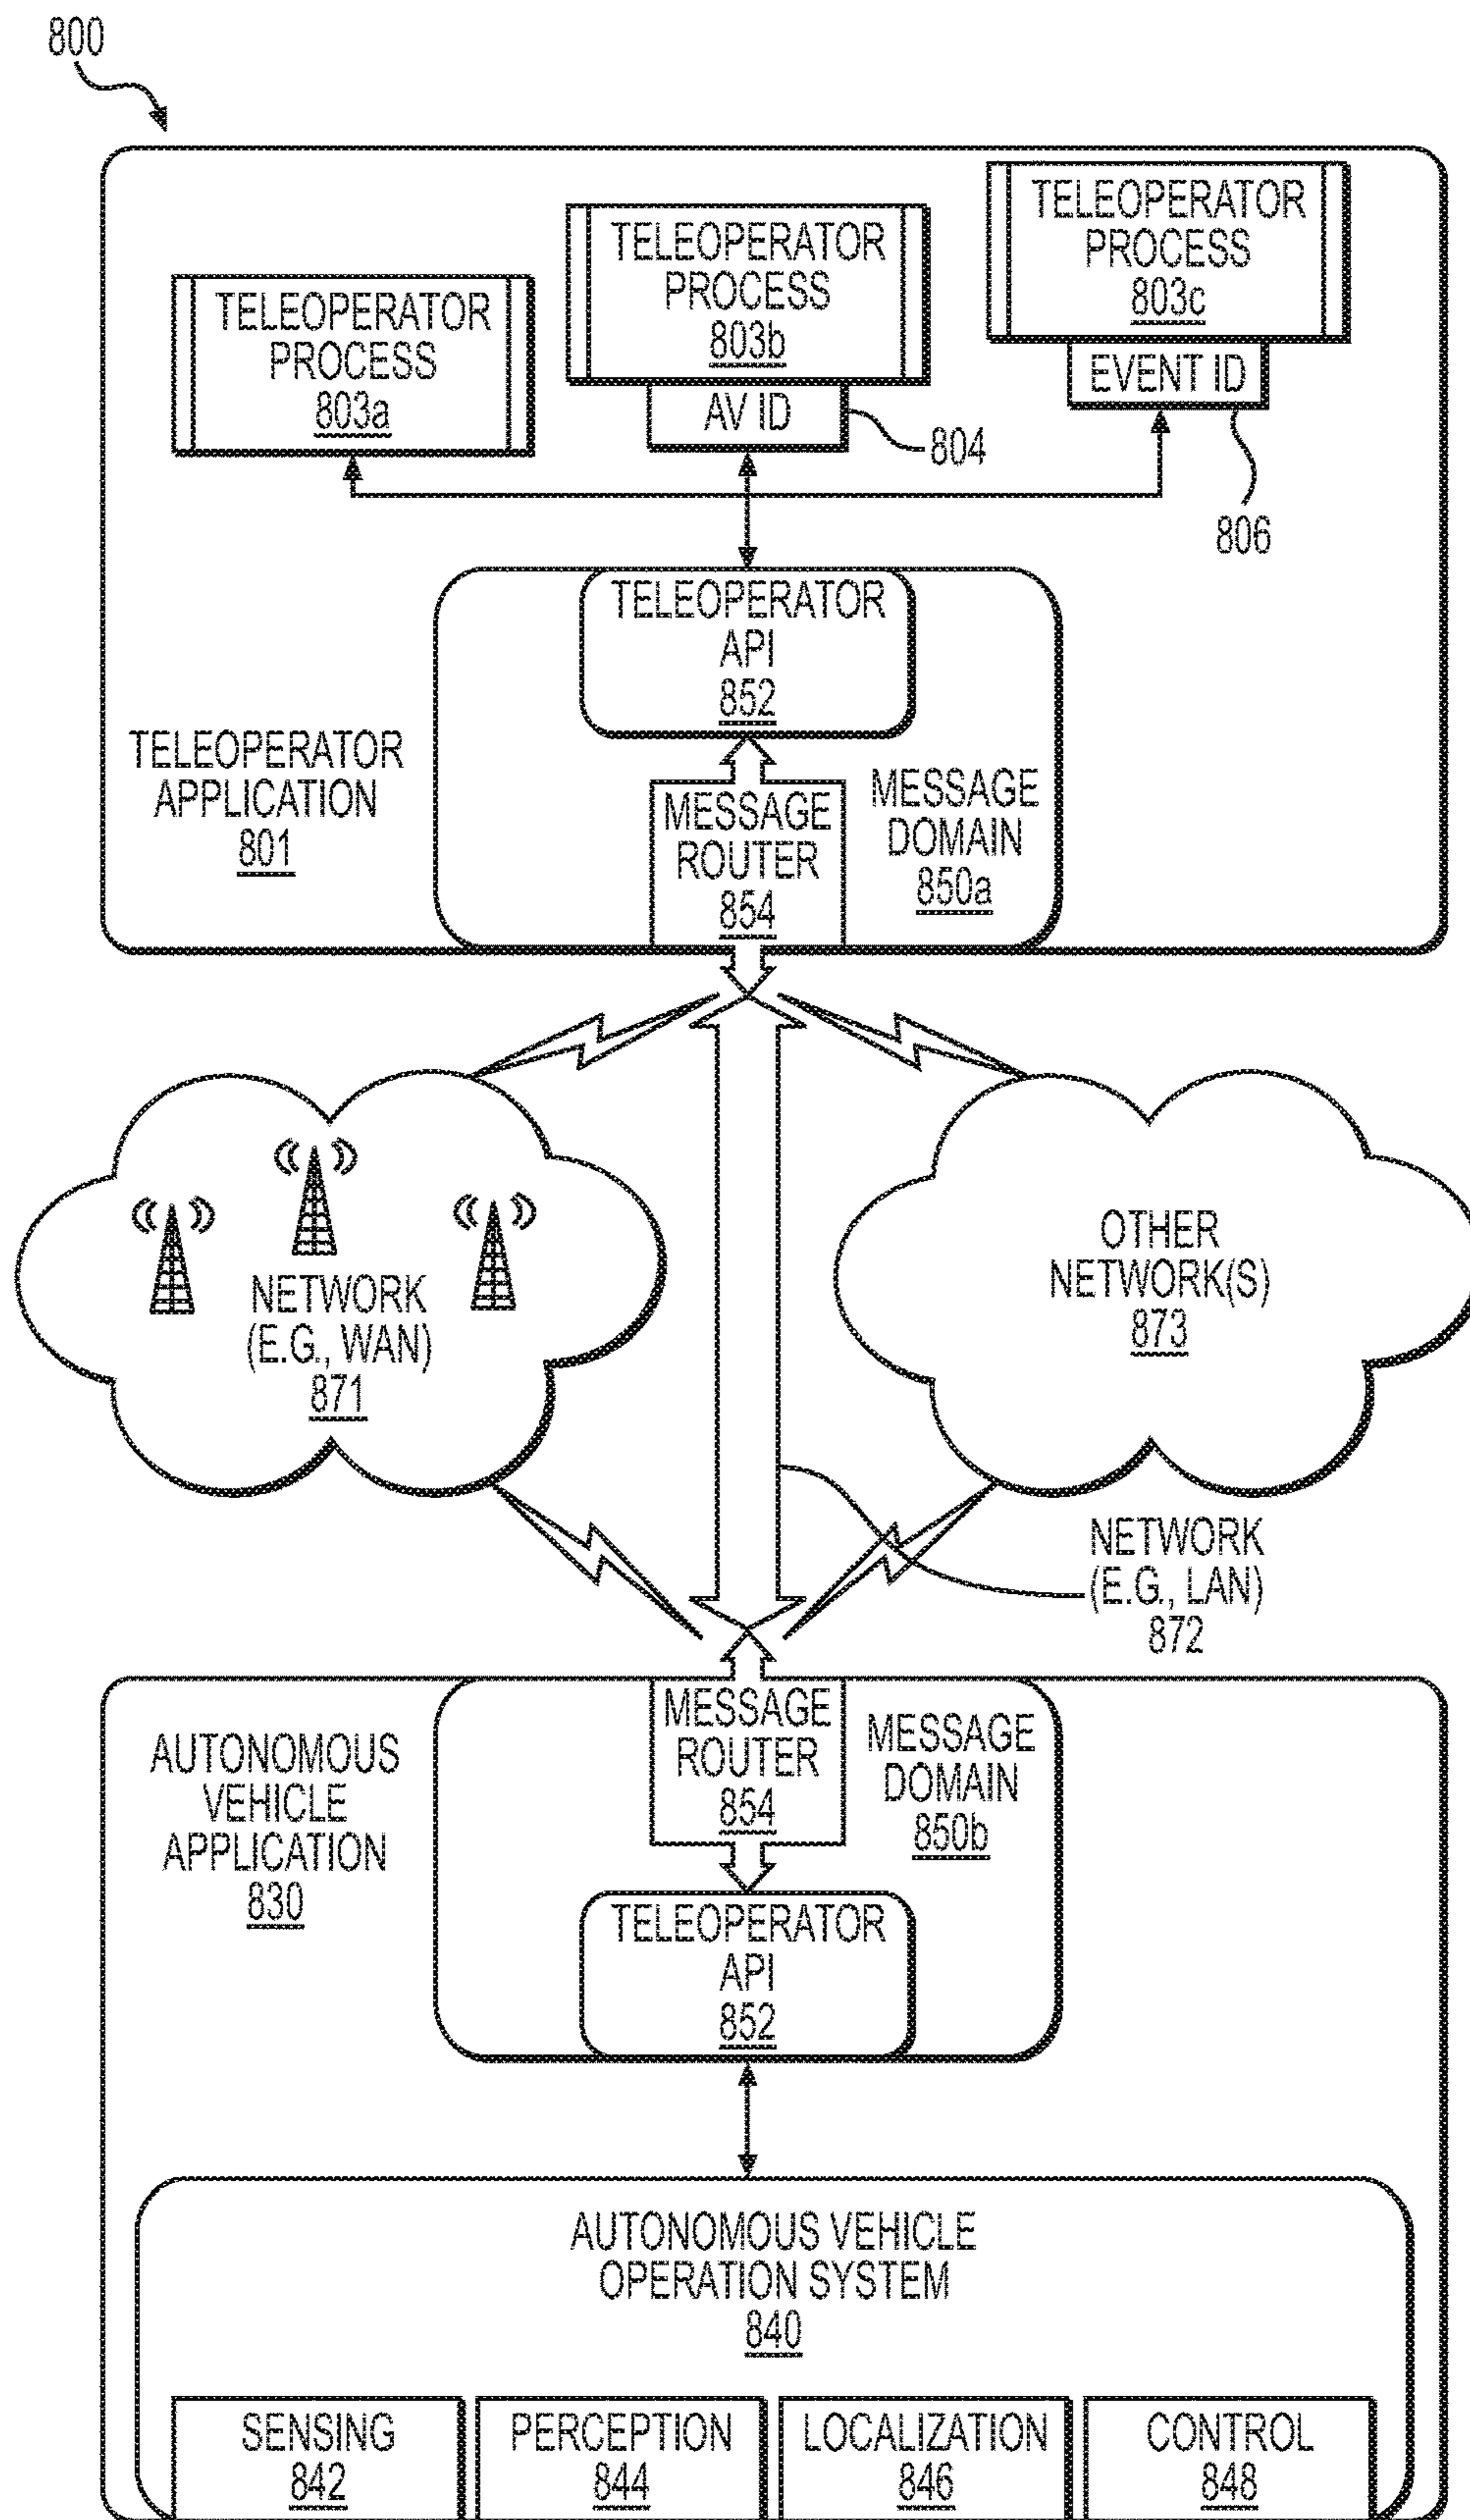 800
TELEOPERATOR
PROCESS
803a
TELEOPERATOR
PROCESS
803b
AV ID
804
TELEOPERATOR
PROCESS
803c
EVENT ID
806
TELEOPERATOR
API
852
TELEOPERATOR
APPLICATION
801
MESSAGE
ROUTER
854
MESSAGE
DOMAIN
850a
NETWORK
(E.G., WAN)
871
OTHER
NETWORK(S)
873
NETWORK
(E.G., LAN)
872
AUTONOMOUS
VEHICLE
APPLICATION
830
MESSAGE
ROUTER
854
MESSAGE
DOMAIN
850b
TELEOPERATOR
API
852
AUTONOMOUS VEHICLE
OPERATION SYSTEM
840
SENSING
842
PERCEPTION
844
LOCALIZATION
846
CONTROL
848